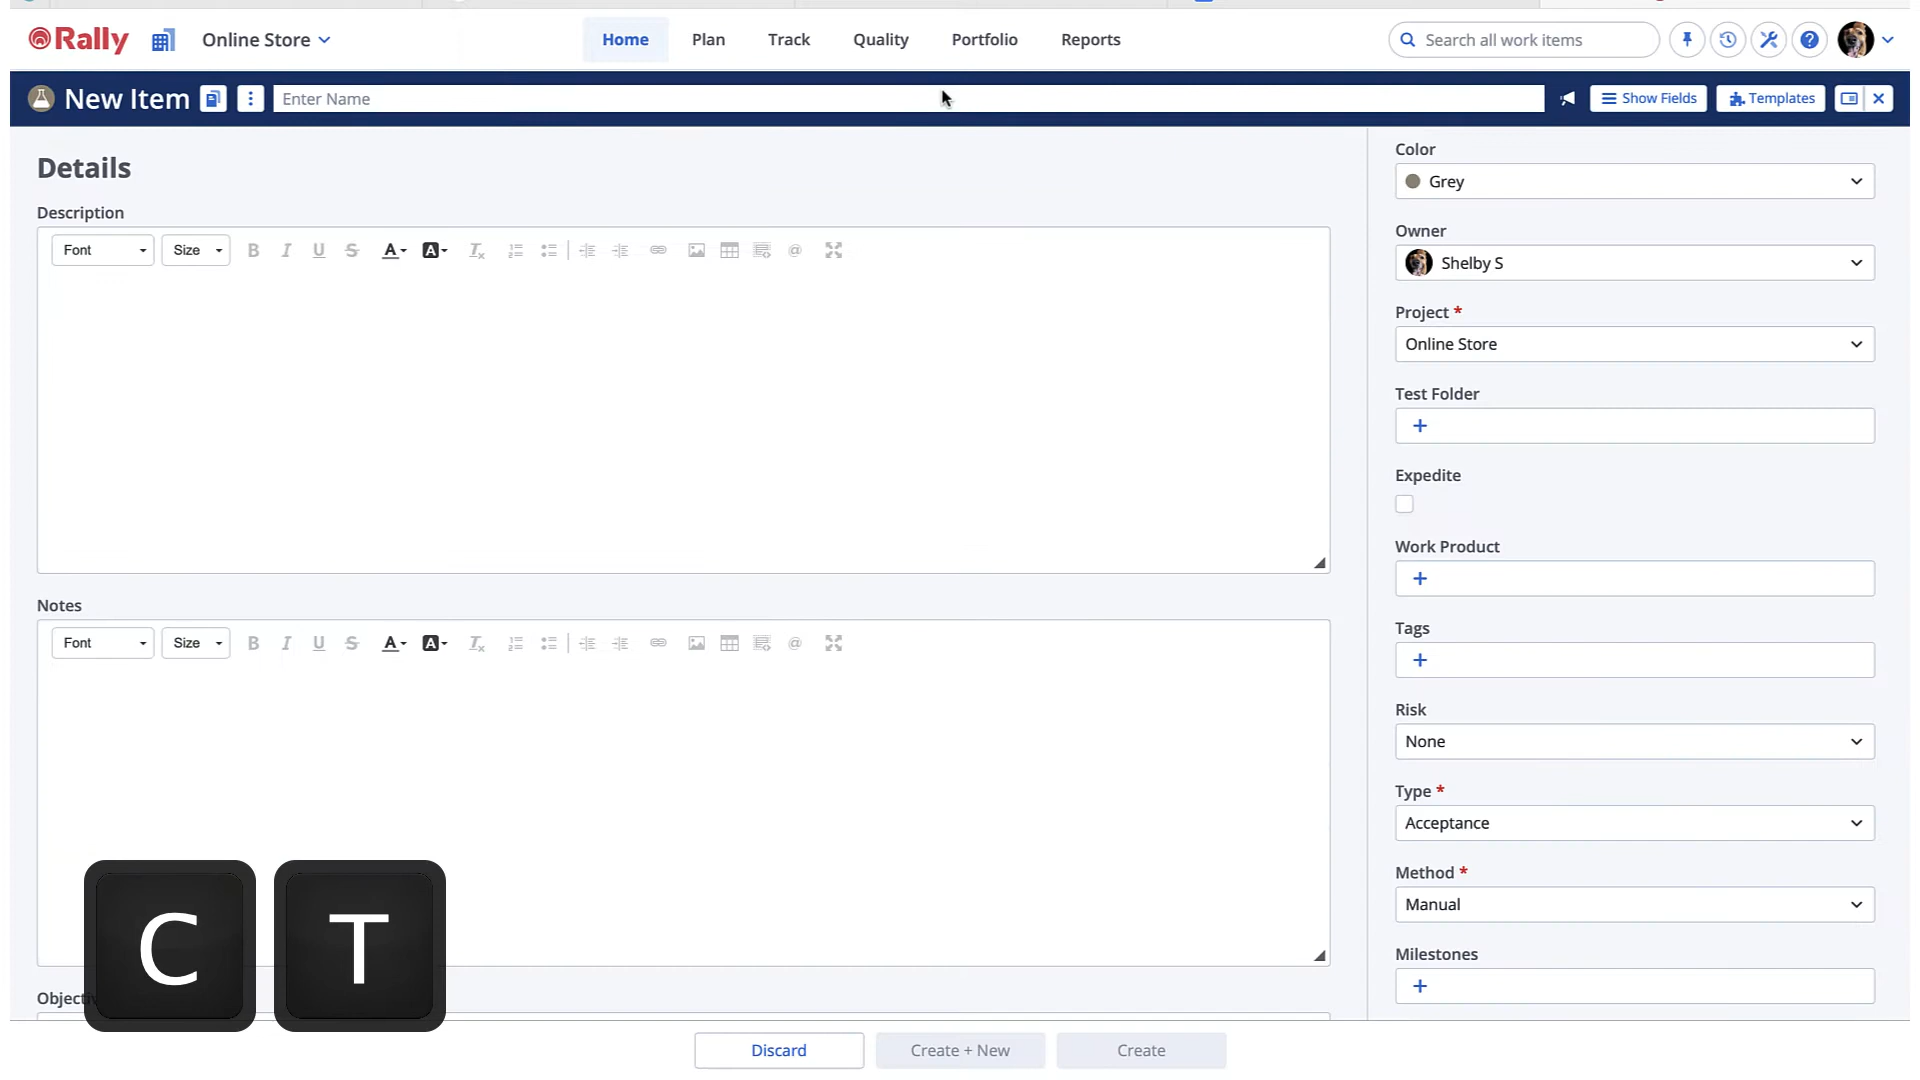 Rally
Online Store
Home
Plan
Track
Quality
Portfolio
Reports
Search all work items
New Item
Enter Name
Show Fields
Templates
Details
Description
Font
Size
B I U S A A Tx
@
Notes
Font
Size
B I U S A A Tx
@
Color
Grey
Owner
Shelby S
Project *
Online Store
Test Folder
+
Expedite
Work Product
+
Tags
+
Risk
None
Type *
Acceptance
Method *
Manual
Milestones
+
C T
Discard
Create + New
Create